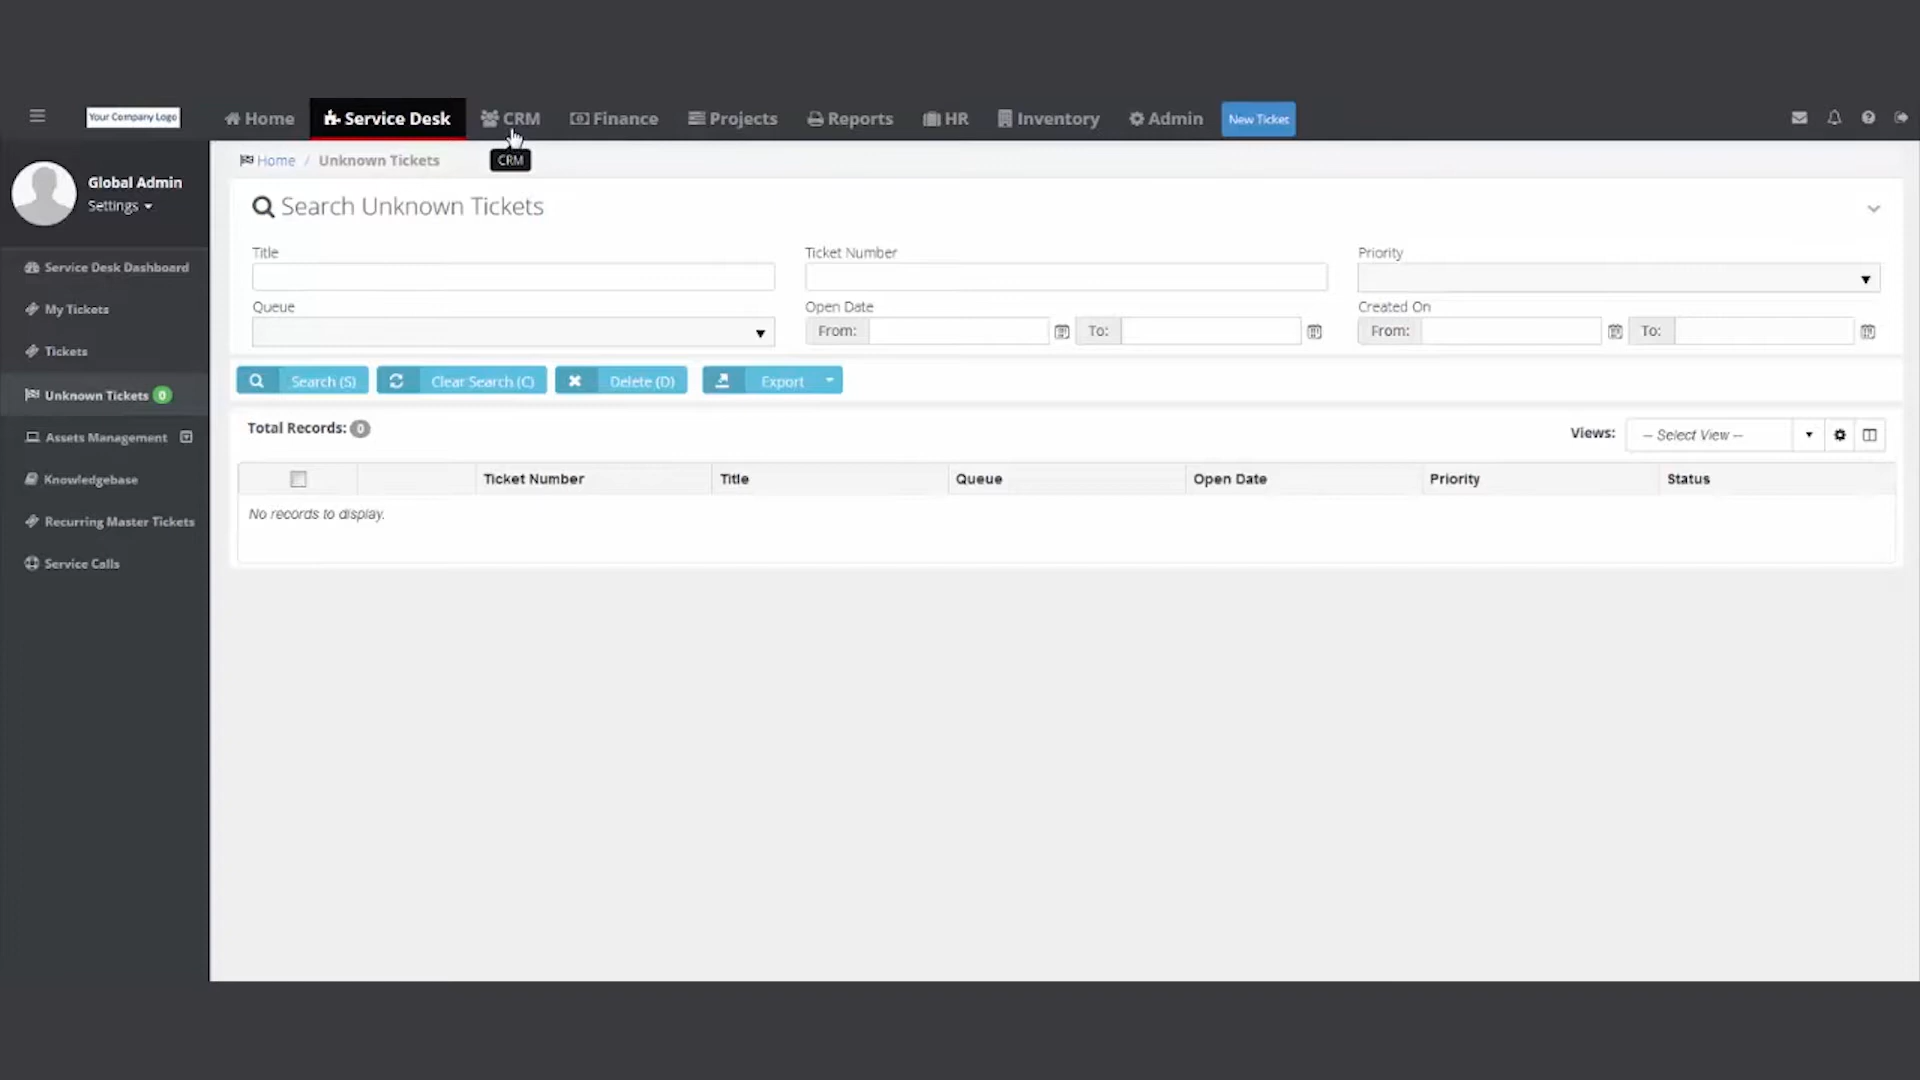 Your Company Logo
Home
Service Desk
CRM
Finance
Projects
Reports
HR
Inventory
Admin
New Ticket
Global Admin
Settings
Home / Unknown Tickets
CRM
Search Unknown Tickets
Title
Ticket Number
Priority
Queue
Open Date
Created On
From:
To:
From:
To:
Service Desk Dashboard
My Tickets
Tickets
Unknown Tickets 0
Assets Management
Knowledgebase
Recurring Master Tickets
Service Calls
Search (S)
Clear Search (C)
Delete (D)
Export
Total Records: 0
Views:
-- Select View --
Ticket Number
Title
Queue
Open Date
Priority
Status
No records to display.